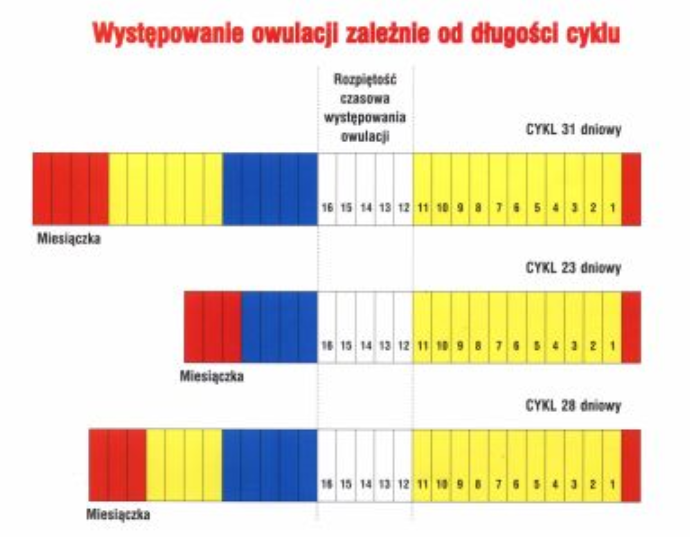 Występowanie owulacji zależnie od długości cyklu
Rozpiętość
czasowa
występowania
owulacji
CYKL 31 dniowy
16 15 14 13 12 11 10 9 8 7 6 5 4 3 2 1
Miesiączka
CYKL 23 dniowy
16 15 14 13 12 11 10 9 8 7 6 5 4 3 2 1
Miesiączka
CYKL 28 dniowy
16 15 14 13 12 11 10 9 8 7 6 5 4 3 2 1
Miesiączka